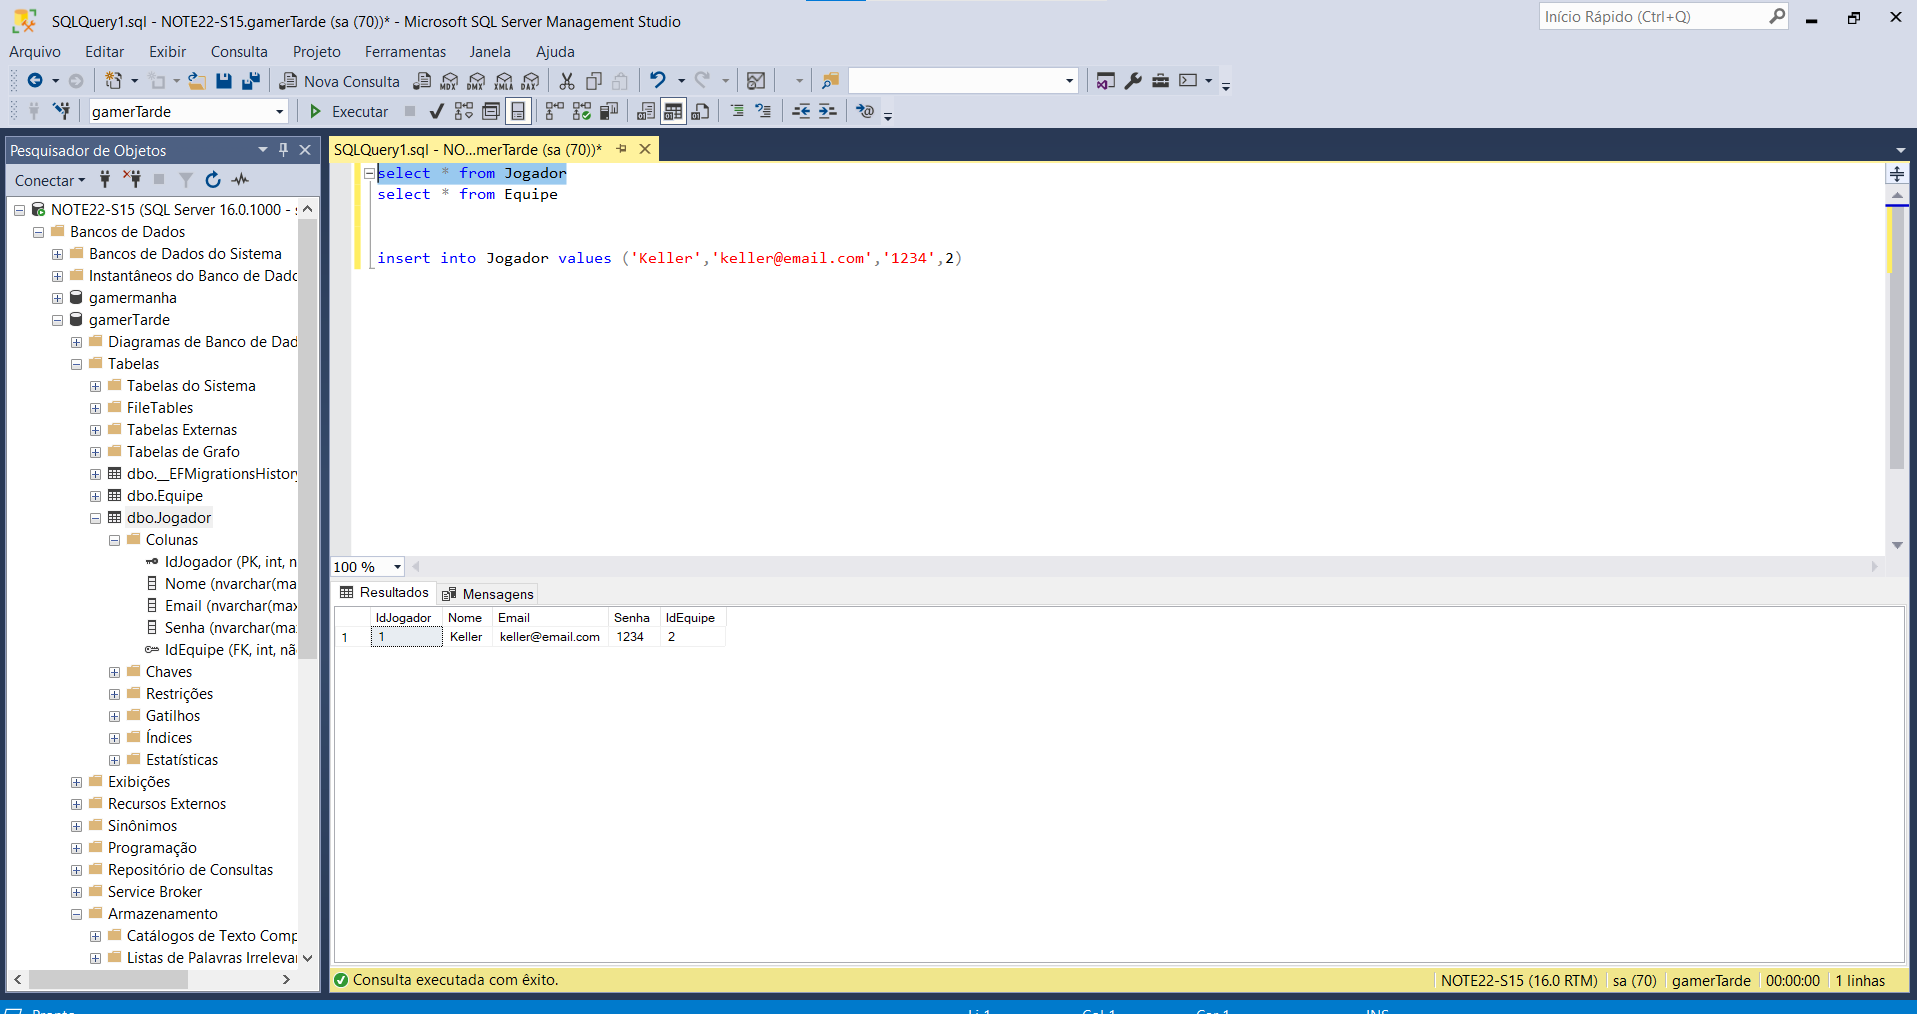 SQLQuery1.sql - NOTE22-S15.gamerTarde (sa (70))* - Microsoft SQL Server Management Studio
Início Rápido (Ctrl+Q)
Arquivo Editar Exibir Consulta Projeto Ferramentas Janela Ajuda
Nova Consulta MDX DMX XMLA DAX
gamerTarde Executar
Pesquisador de Objetos
Conectar
NOTE22-S15 (SQL Server 16.0.1000 - s
Bancos de Dados
Bancos de Dados do Sistema
Instantâneos do Banco de Dado
gamermanha
gamerTarde
Diagramas de Banco de Dad
Tabelas
Tabelas do Sistema
FileTables
Tabelas Externas
Tabelas de Grafo
dbo.__EFMigrationsHistory
dbo.Equipe
dbo.Jogador
Colunas
IdJogador (PK, int, n
Nome (nvarchar(ma
Email (nvarchar(max
Senha (nvarchar(ma
IdEquipe (FK, int, nã
Chaves
Restrições
Gatilhos
Índices
Estatísticas
Exibições
Recursos Externos
Sinônimos
Programação
Repositório de Consultas
Service Broker
Armazenamento
Catálogos de Texto Comp
Listas de Palavras Irreleva
SQLQuery1.sql - NO...merTarde (sa (70))*
select * from Jogador
select * from Equipe
insert into Jogador values ('Keller','keller@email.com','1234',2)
100 %
Resultados Mensagens
IdJogador Nome Email Senha IdEquipe
1 1 Keller keller@email.com 1234 2
Consulta executada com êxito. NOTE22-S15 (16.0 RTM) sa (70) gamerTarde 00:00:00 1 linhas